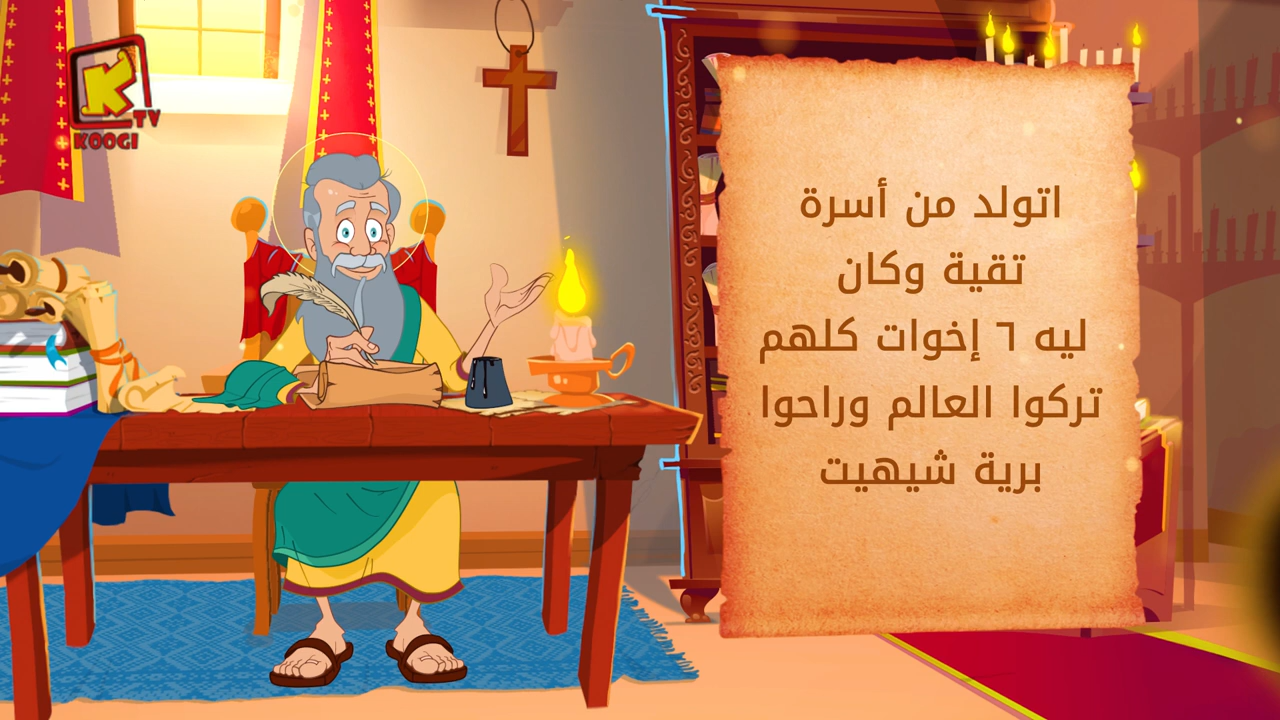 K
TV
KOOGI
اتولد من أسرة
تقية وكان
ليه ٦ إخوات كلهم
تركوا العالم وراحوا
برية شيهيت